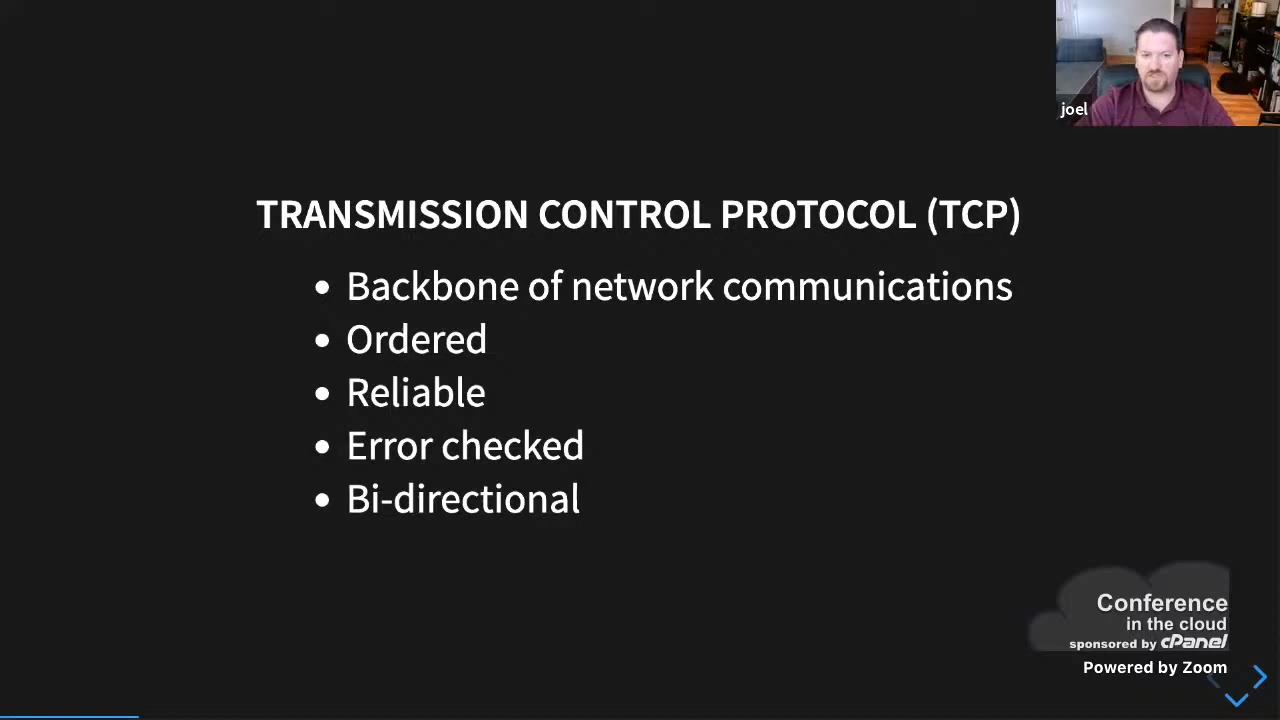 joel
TRANSMISSION CONTROL PROTOCOL (TCP)
• Backbone of network communications
• Ordered
• Reliable
• Error checked
• Bi-directional
Conference
in the cloud
sponsored by cPanel
Powered by Zoom